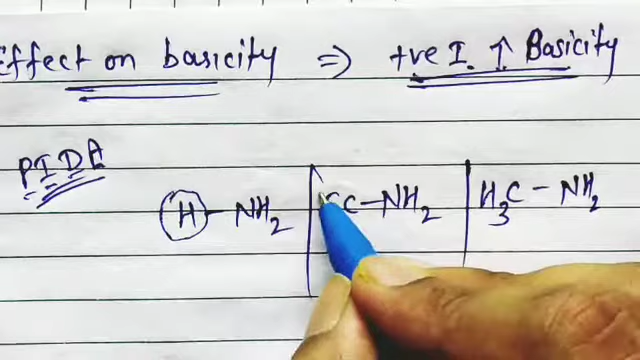 Effect on basicity ⇒ +ve I. ↑ Basicity
PIDA
H - NH2 | C - NH2 | H3C - NH2